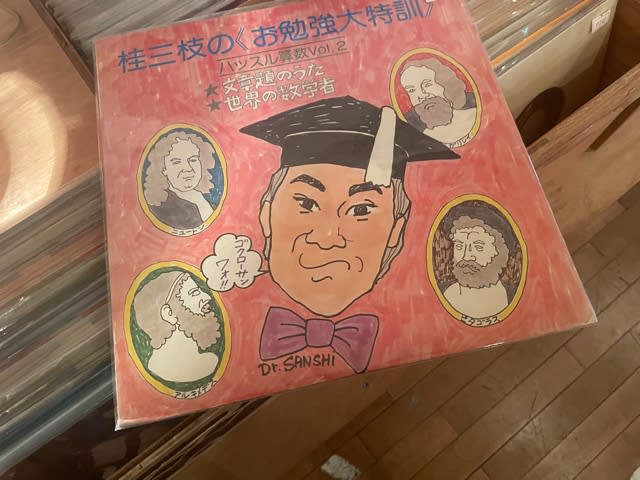 桂三枝の《お勉強大特訓》
ハッスル算数Vol.2
★文章題のうた
★世界の数学者
ニュートン
ゴクローサン
ワォ!!
アルキメデス
ピタゴラス
Dr.SANSHI